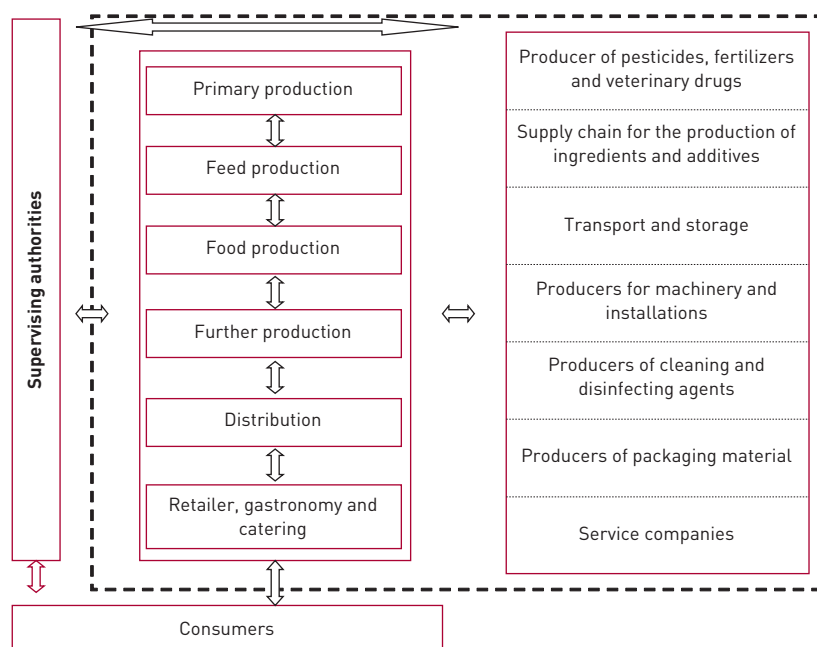 Supervising authorities
Primary production
Feed production
Food production
Further production
Distribution
Retailer, gastronomy and
catering
Producer of pesticides, fertilizers
and veterinary drugs
Supply chain for the production of
ingredients and additives
Transport and storage
Producers for machinery and
installations
Producers of cleaning and
disinfecting agents
Producers of packaging material
Service companies
Consumers